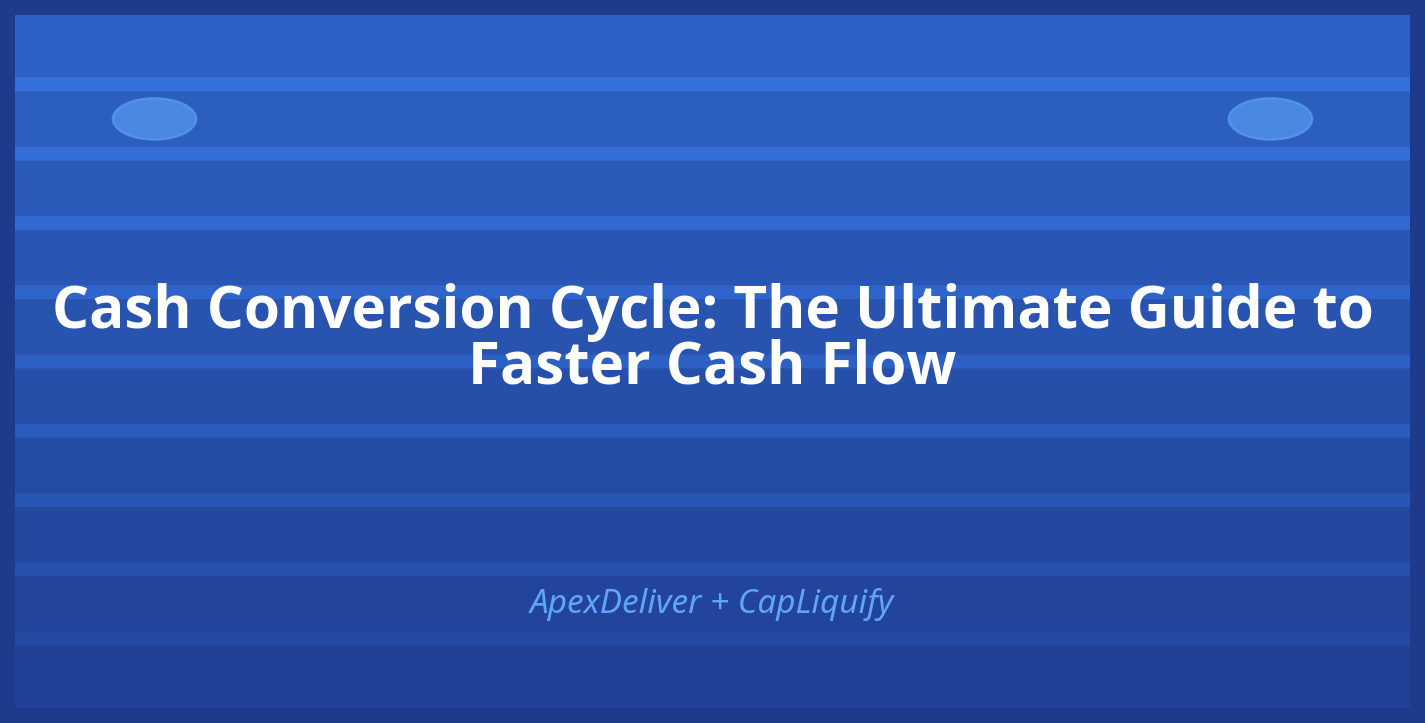 Cash Conversion Cycle: The Ultimate Guide to
Faster Cash Flow
ApexDeliver + CapLiquify